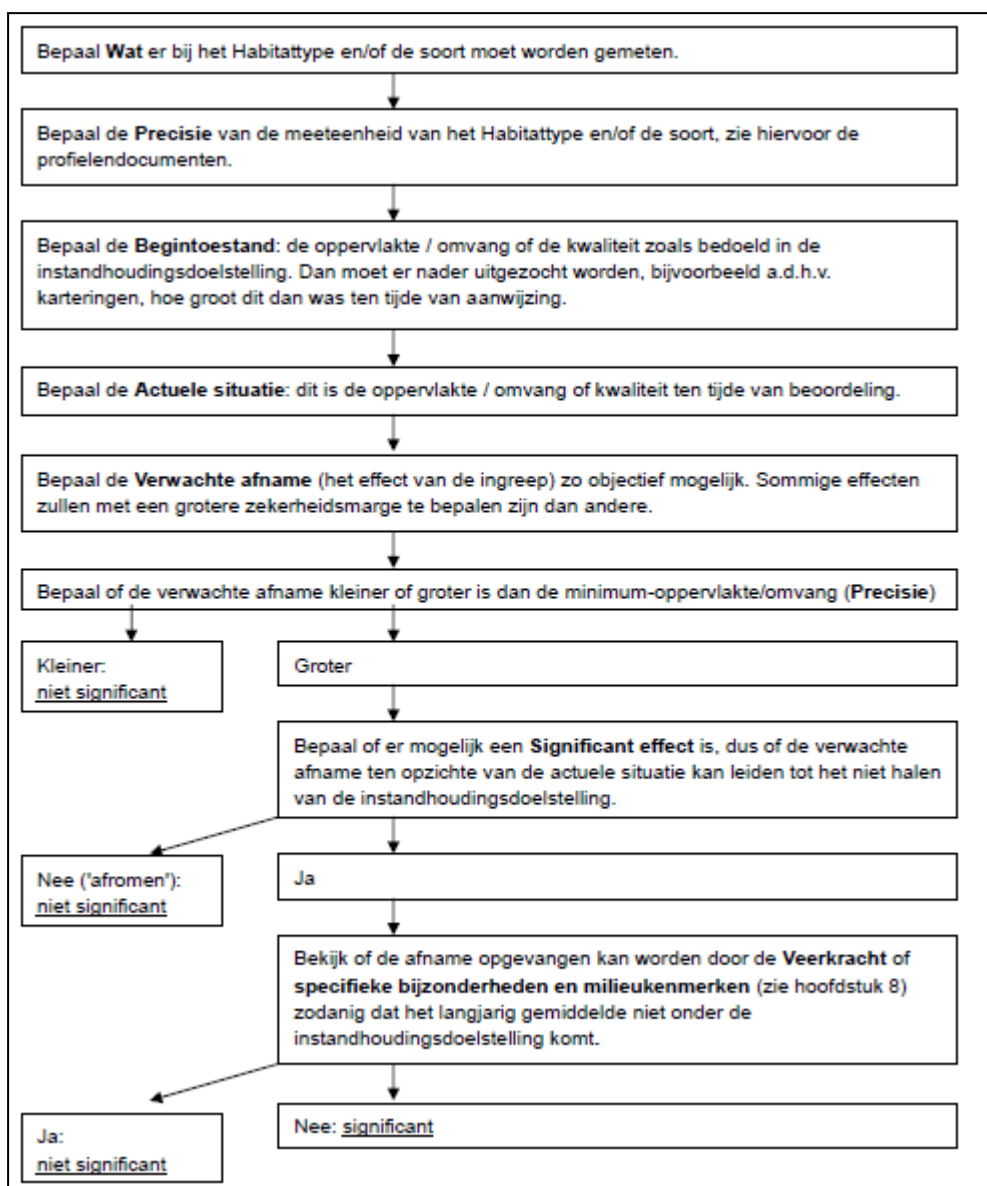 Bepaal Wat er bij het Habitattype en/of de soort moet worden gemeten.
Bepaal de Precisie van de meeteenheid van het Habitattype en/of de soort, zie hiervoor de
profielendocumenten.
Bepaal de Begintoestand: de oppervlakte / omvang of de kwaliteit zoals bedoeld in de
instandhoudingsdoelstelling. Dan moet er nader uitgezocht worden, bijvoorbeeld a.d.h.v.
karteringen, hoe groot dit dan was ten tijde van aanwijzing.
Bepaal de Actuele situatie: dit is de oppervlakte / omvang of kwaliteit ten tijde van beoordeling.
Bepaal de Verwachte afname (het effect van de ingreep) zo objectief mogelijk. Sommige effecten
zullen met een grotere zekerheidsmarge te bepalen zijn dan andere.
Bepaal of de verwachte afname kleiner of groter is dan de minimum-oppervlakte/omvang (Precisie)
Kleiner:
niet significant
Groter
Bepaal of er mogelijk een Significant effect is, dus of de verwachte
afname ten opzichte van de actuele situatie kan leiden tot het niet halen
van de instandhoudingsdoelstelling.
Nee ('afromen'):
niet significant
Ja
Bekijk of de afname opgevangen kan worden door de Veerkracht of
specifieke bijzonderheden en milieukenmerken (zie hoofdstuk 8)
zodanig dat het langjarig gemiddelde niet onder de
instandhoudingsdoelstelling komt.
Ja:
niet significant
Nee: significant